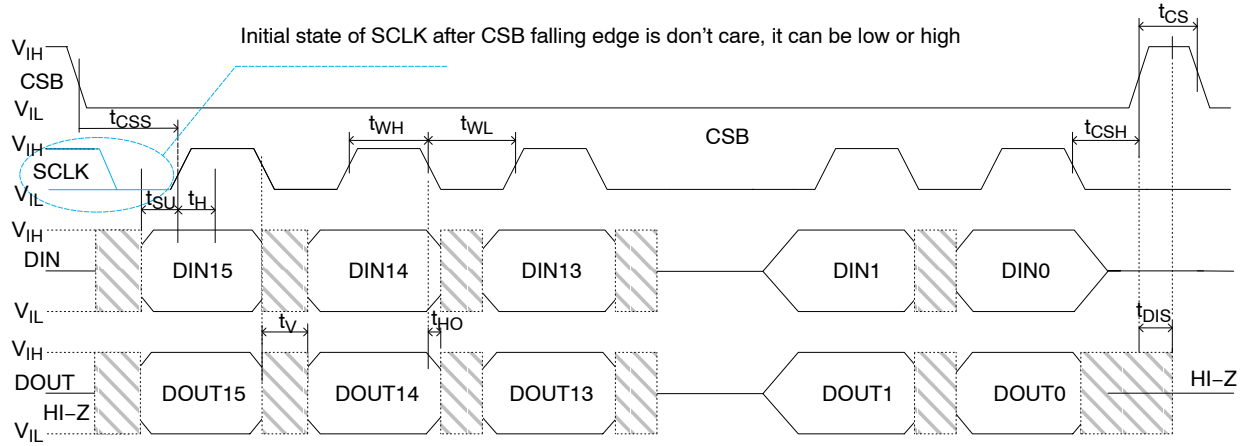 tCS
Initial state of SCLK after CSB falling edge is don't care, it can be low or high
VIH
CSB
VIL
tCSS
tWH
tWL
CSB
tCSH
VIH
SCLK
VIL
tSU
tH
VIH
DIN
DIN15
DIN14
DIN13
DIN1
DIN0
VIL
tV
tHO
tDIS
VIH
DOUT
HI–Z
DOUT15
DOUT14
DOUT13
DOUT1
DOUT0
HI–Z
VIL